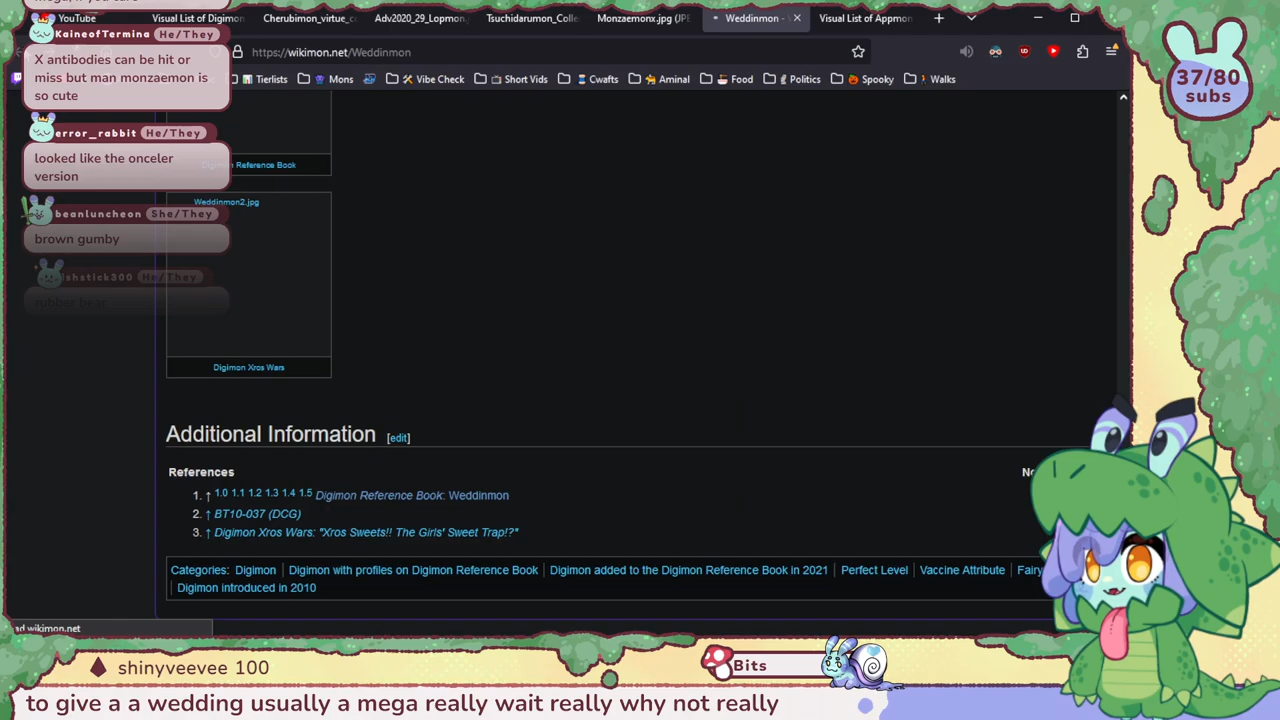 YouTube
Visual List of Digimon
Cherubimon_virtue_c
Adv2020_29_Lopmon.
Tsuchidarumon_Colle
Monzaemonx.jpg (JPE
Weddinmon -
Visual List of Appmon
https://wikimon.net/Weddinmon
Tierlists
Mons
Vibe Check
Short Vids
Cwafts
Aminal
Food
Politics
Spooky
Walks
KaineofTermina He/They
X antibodies can be hit or
miss but man monzaemon is
so cute
error_rabbit He/They
looked like the onceler
version
beanluncheon She/They
brown gumby
ishstick300 He/They
rubber bear
Reference Book
Weddinmon2.jpg
Digimon Xros Wars
Additional Information [edit]
References
1. ↑ 1.0 1.1 1.2 1.3 1.4 1.5 Digimon Reference Book: Weddinmon
2. ↑ BT10-037 (DCG)
3. ↑ Digimon Xros Wars: "Xros Sweets!! The Girls' Sweet Trap!?"
Categories: Digimon | Digimon with profiles on Digimon Reference Book | Digimon added to the Digimon Reference Book in 2021 | Perfect Level | Vaccine Attribute | Fairy
| Digimon introduced in 2010
wikimon.net
37/80
subs
shinyveevee 100
Bits
to give a a wedding usually a mega really wait really why not really